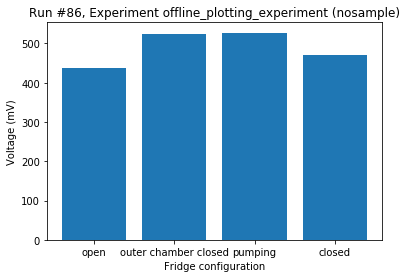 Run #86, Experiment offline_plotting_experiment (nosample)
Voltage (mV)
500
400
300
200
100
0
open outer chamber closed pumping closed
Fridge configuration